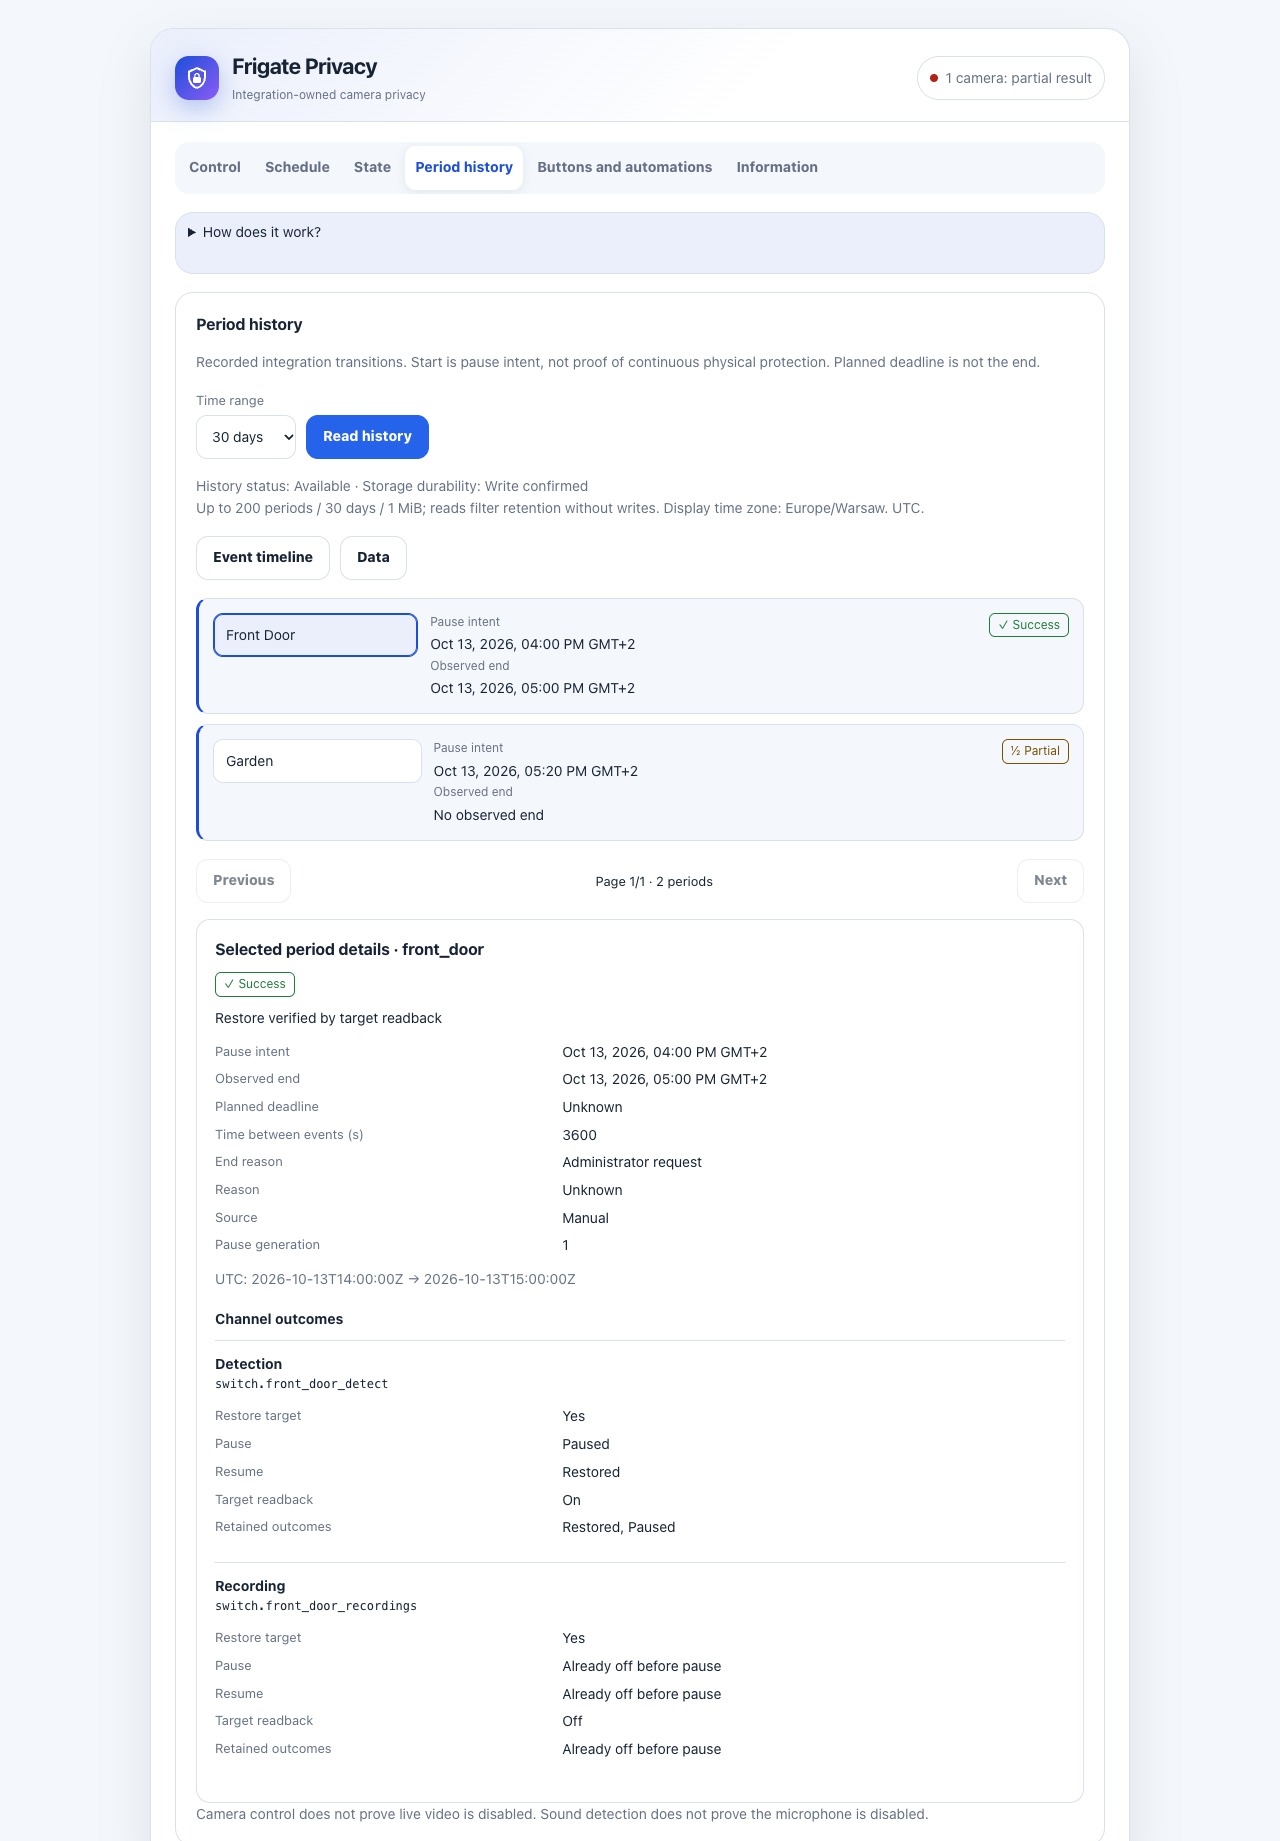 Frigate Privacy
Integration-owned camera privacy
1 camera: partial result
Control Schedule State Period history Buttons and automations Information
▶ How does it work?
Period history
Recorded integration transitions. Start is pause intent, not proof of continuous physical protection. Planned deadline is not the end.
Time range
30 days Read history
History status: Available · Storage durability: Write confirmed
Up to 200 periods / 30 days / 1 MiB; reads filter retention without writes. Display time zone: Europe/Warsaw. UTC.
Event timeline Data
Front Door
Pause intent
Oct 13, 2026, 04:00 PM GMT+2
Observed end
Oct 13, 2026, 05:00 PM GMT+2
✓ Success
Garden
Pause intent
Oct 13, 2026, 05:20 PM GMT+2
Observed end
No observed end
½ Partial
Previous Page 1/1 · 2 periods Next
Selected period details · front_door
✓ Success
Restore verified by target readback
Pause intent Oct 13, 2026, 04:00 PM GMT+2
Observed end Oct 13, 2026, 05:00 PM GMT+2
Planned deadline Unknown
Time between events (s) 3600
End reason Administrator request
Reason Unknown
Source Manual
Pause generation 1
UTC: 2026-10-13T14:00:00Z → 2026-10-13T15:00:00Z
Channel outcomes
Detection
switch.front_door_detect
Restore target Yes
Pause Paused
Resume Restored
Target readback On
Retained outcomes Restored, Paused
Recording
switch.front_door_recordings
Restore target Yes
Pause Already off before pause
Resume Already off before pause
Target readback Off
Retained outcomes Already off before pause
Camera control does not prove live video is disabled. Sound detection does not prove the microphone is disabled.